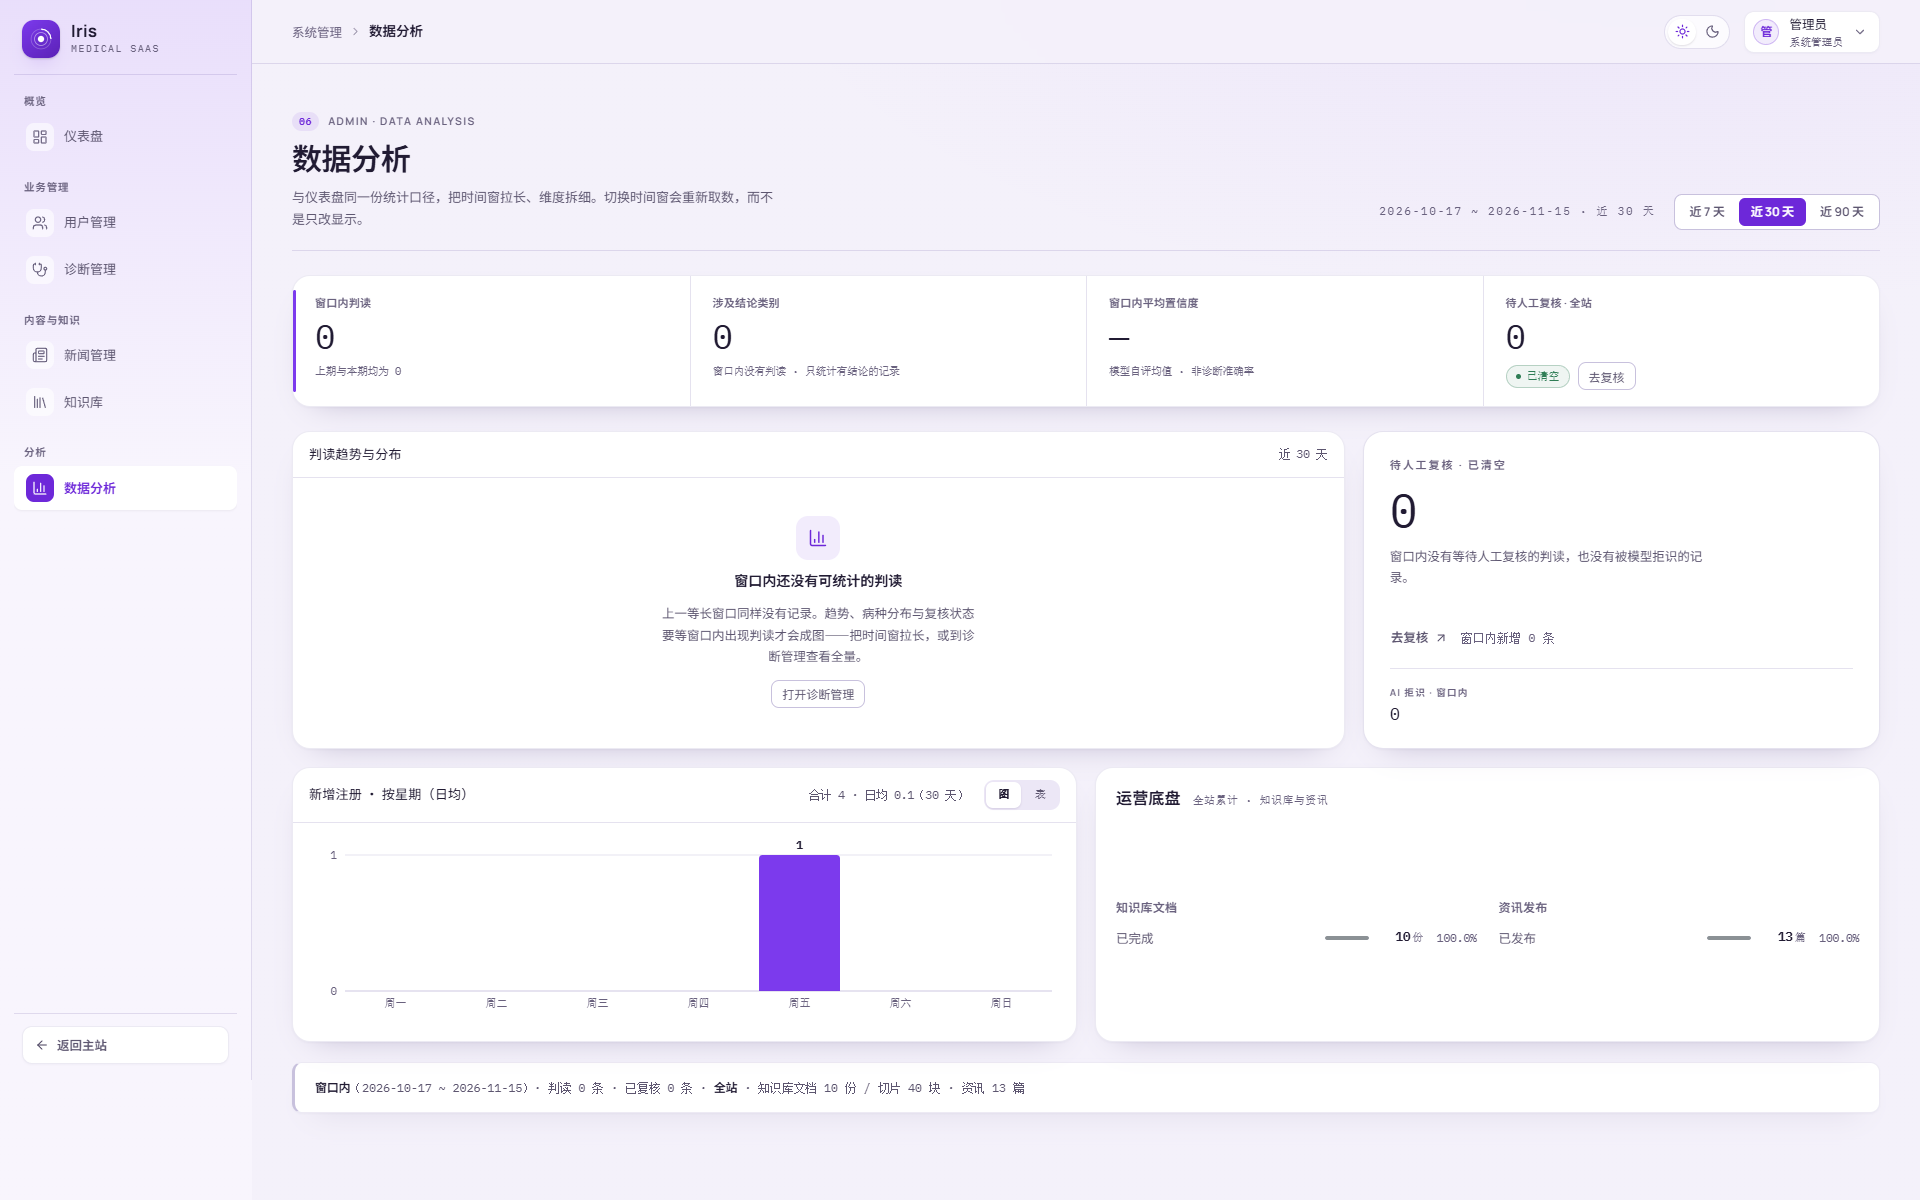 Iris
MEDICAL SAAS
概览
仪表盘
业务管理
用户管理
诊断管理
内容与知识
新闻管理
知识库
分析
数据分析
返回主站
系统管理 > 数据分析
管
管理员
系统管理员
06 ADMIN · DATA ANALYSIS
数据分析
与仪表盘同一份统计口径，把时间窗拉长、维度拆细。切换时间窗会重新取数，而不
是只改显示。
2026-10-17 ~ 2026-11-15 · 近 30 天
近 7 天 近 30 天 近 90 天
窗口内判读
0
上期与本期均为 0
涉及结论类别
0
窗口内没有判读 · 只统计有结论的记录
窗口内平均置信度
—
模型自评均值 · 非诊断准确率
待人工复核 · 全站
0
已清空 去复核
判读趋势与分布 近 30 天
窗口内还没有可统计的判读
上一等长窗口同样没有记录。趋势、病种分布与复核状态
要等窗口内出现判读才会成图——把时间窗拉长，或到诊
断管理查看全量。
打开诊断管理
待人工复核 · 已清空
0
窗口内没有等待人工复核的判读，也没有被模型拒识的记
录。
去复核 窗口内新增 0 条
AI 拒识 · 窗口内
0
新增注册 · 按星期（日均） 合计 4 · 日均 0.1（30 天） 图 表
1
1
0
周一 周二 周三 周四 周五 周六 周日
运营底盘 全站累计 · 知识库与资讯
知识库文档
已完成 10 份 100.0%
资讯发布
已发布 13 篇 100.0%
窗口内（2026-10-17 ~ 2026-11-15）· 判读 0 条 · 已复核 0 条 · 全站 · 知识库文档 10 份 / 切片 40 块 · 资讯 13 篇